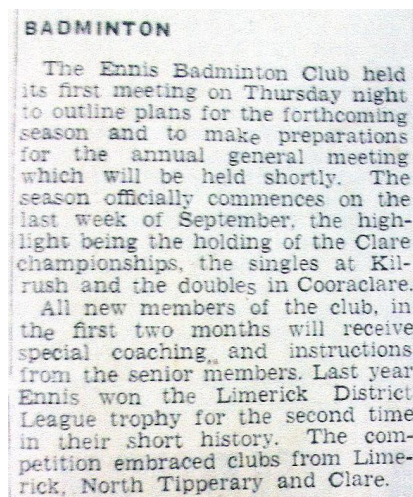 BADMINTON
The Ennis Badminton Club held
its first meeting on Thursday night
to outline plans for the forthcoming
season and to make preparations
for the annual general meeting
which will be held shortly. The
season officially commences on the
last week of September, the high-
light being the holding of the Clare
championships, the singles at Kil-
rush and the doubles in Cooraclare.
All new members of the club, in
the first two months will receive
special coaching, and instructions
from the senior members. Last year
Ennis won the Limerick District
League trophy for the second time
in their short history. The com-
petition embraced clubs from Lime-
rick, North Tipperary and Clare.